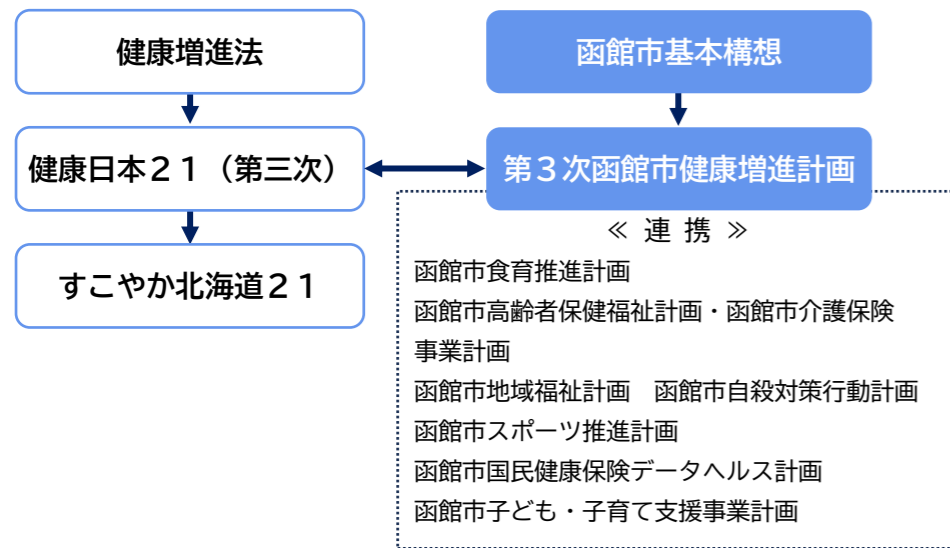 健康増進法
健康日本２１（第三次）
すこやか北海道２１
函館市基本構想
第３次函館市健康増進計画
≪ 連 携 ≫
函館市食育推進計画
函館市高齢者保健福祉計画・函館市介護保険
事業計画
函館市地域福祉計画　函館市自殺対策行動計画
函館市スポーツ推進計画
函館市国民健康保険データヘルス計画
函館市子ども・子育て支援事業計画